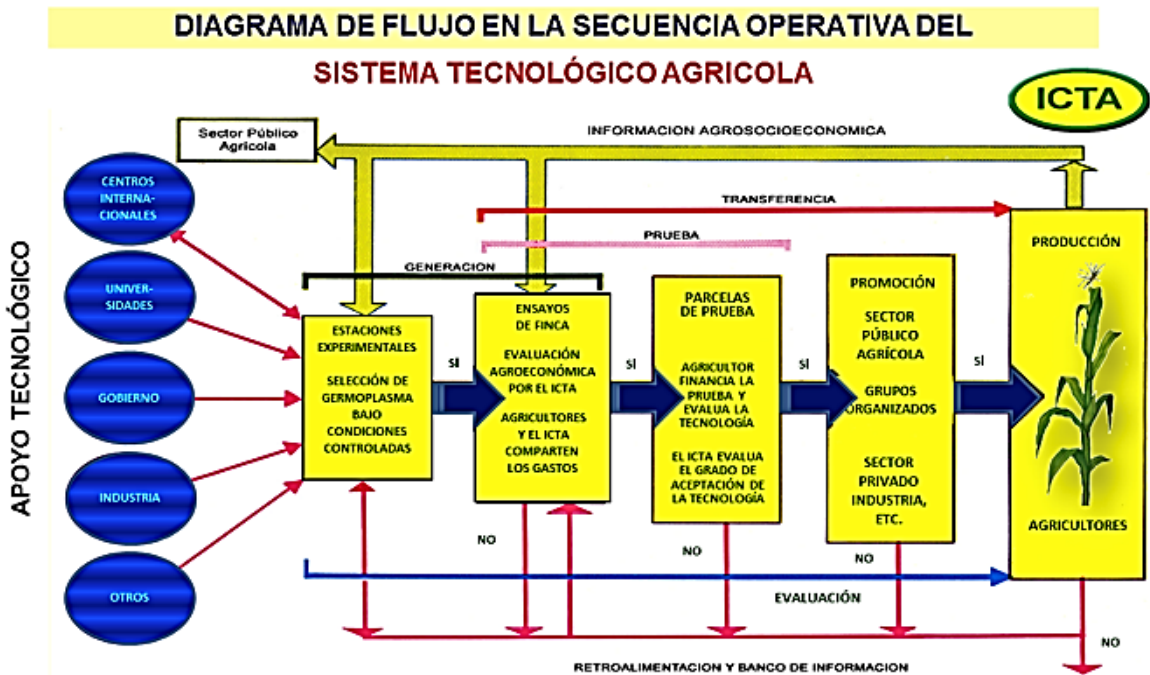 DIAGRAMA DE FLUJO EN LA SECUENCIA OPERATIVA DEL
SISTEMA TECNOLÓGICO AGRICOLA
ICTA
Sector Público
Agrícola
INFORMACION AGROSOCIOECONOMICA
TRANSFERENCIA
PRUEBA
GENERACION
APOYO TECNOLÓGICO
CENTROS
INTERNA-
CIONALES
UNIVER-
SIDADES
GOBIERNO
INDUSTRIA
OTROS
ESTACIONES
EXPERIMENTALES
SELECCIÓN DE
GERMOPLASMA
BAJO
CONDICIONES
CONTROLADAS
SI
ENSAYOS
DE FINCA
EVALUACIÓN
AGROECONÓMICA
POR EL ICTA
AGRICULTORES
Y EL ICTA
COMPARTEN
LOS GASTOS
SI
PARCELAS
DE PRUEBA
AGRICULTOR
FINANCIA LA
PRUEBA Y
EVALUA LA
TECNOLOGÍA
EL ICTA EVALUA
EL GRADO DE
ACEPTACIÓN DE
LA TECNOLOGÍA
SI
PROMOCIÓN
SECTOR
PÚBLICO
AGRÍCOLA
GRUPOS
ORGANIZADOS
SECTOR
PRIVADO
INDUSTRIA,
ETC.
SÍ
PRODUCCIÓN
AGRICULTORES
NO
NO
NO
NO
EVALUACIÓN
RETROALIMENTACION Y BANCO DE INFORMACION